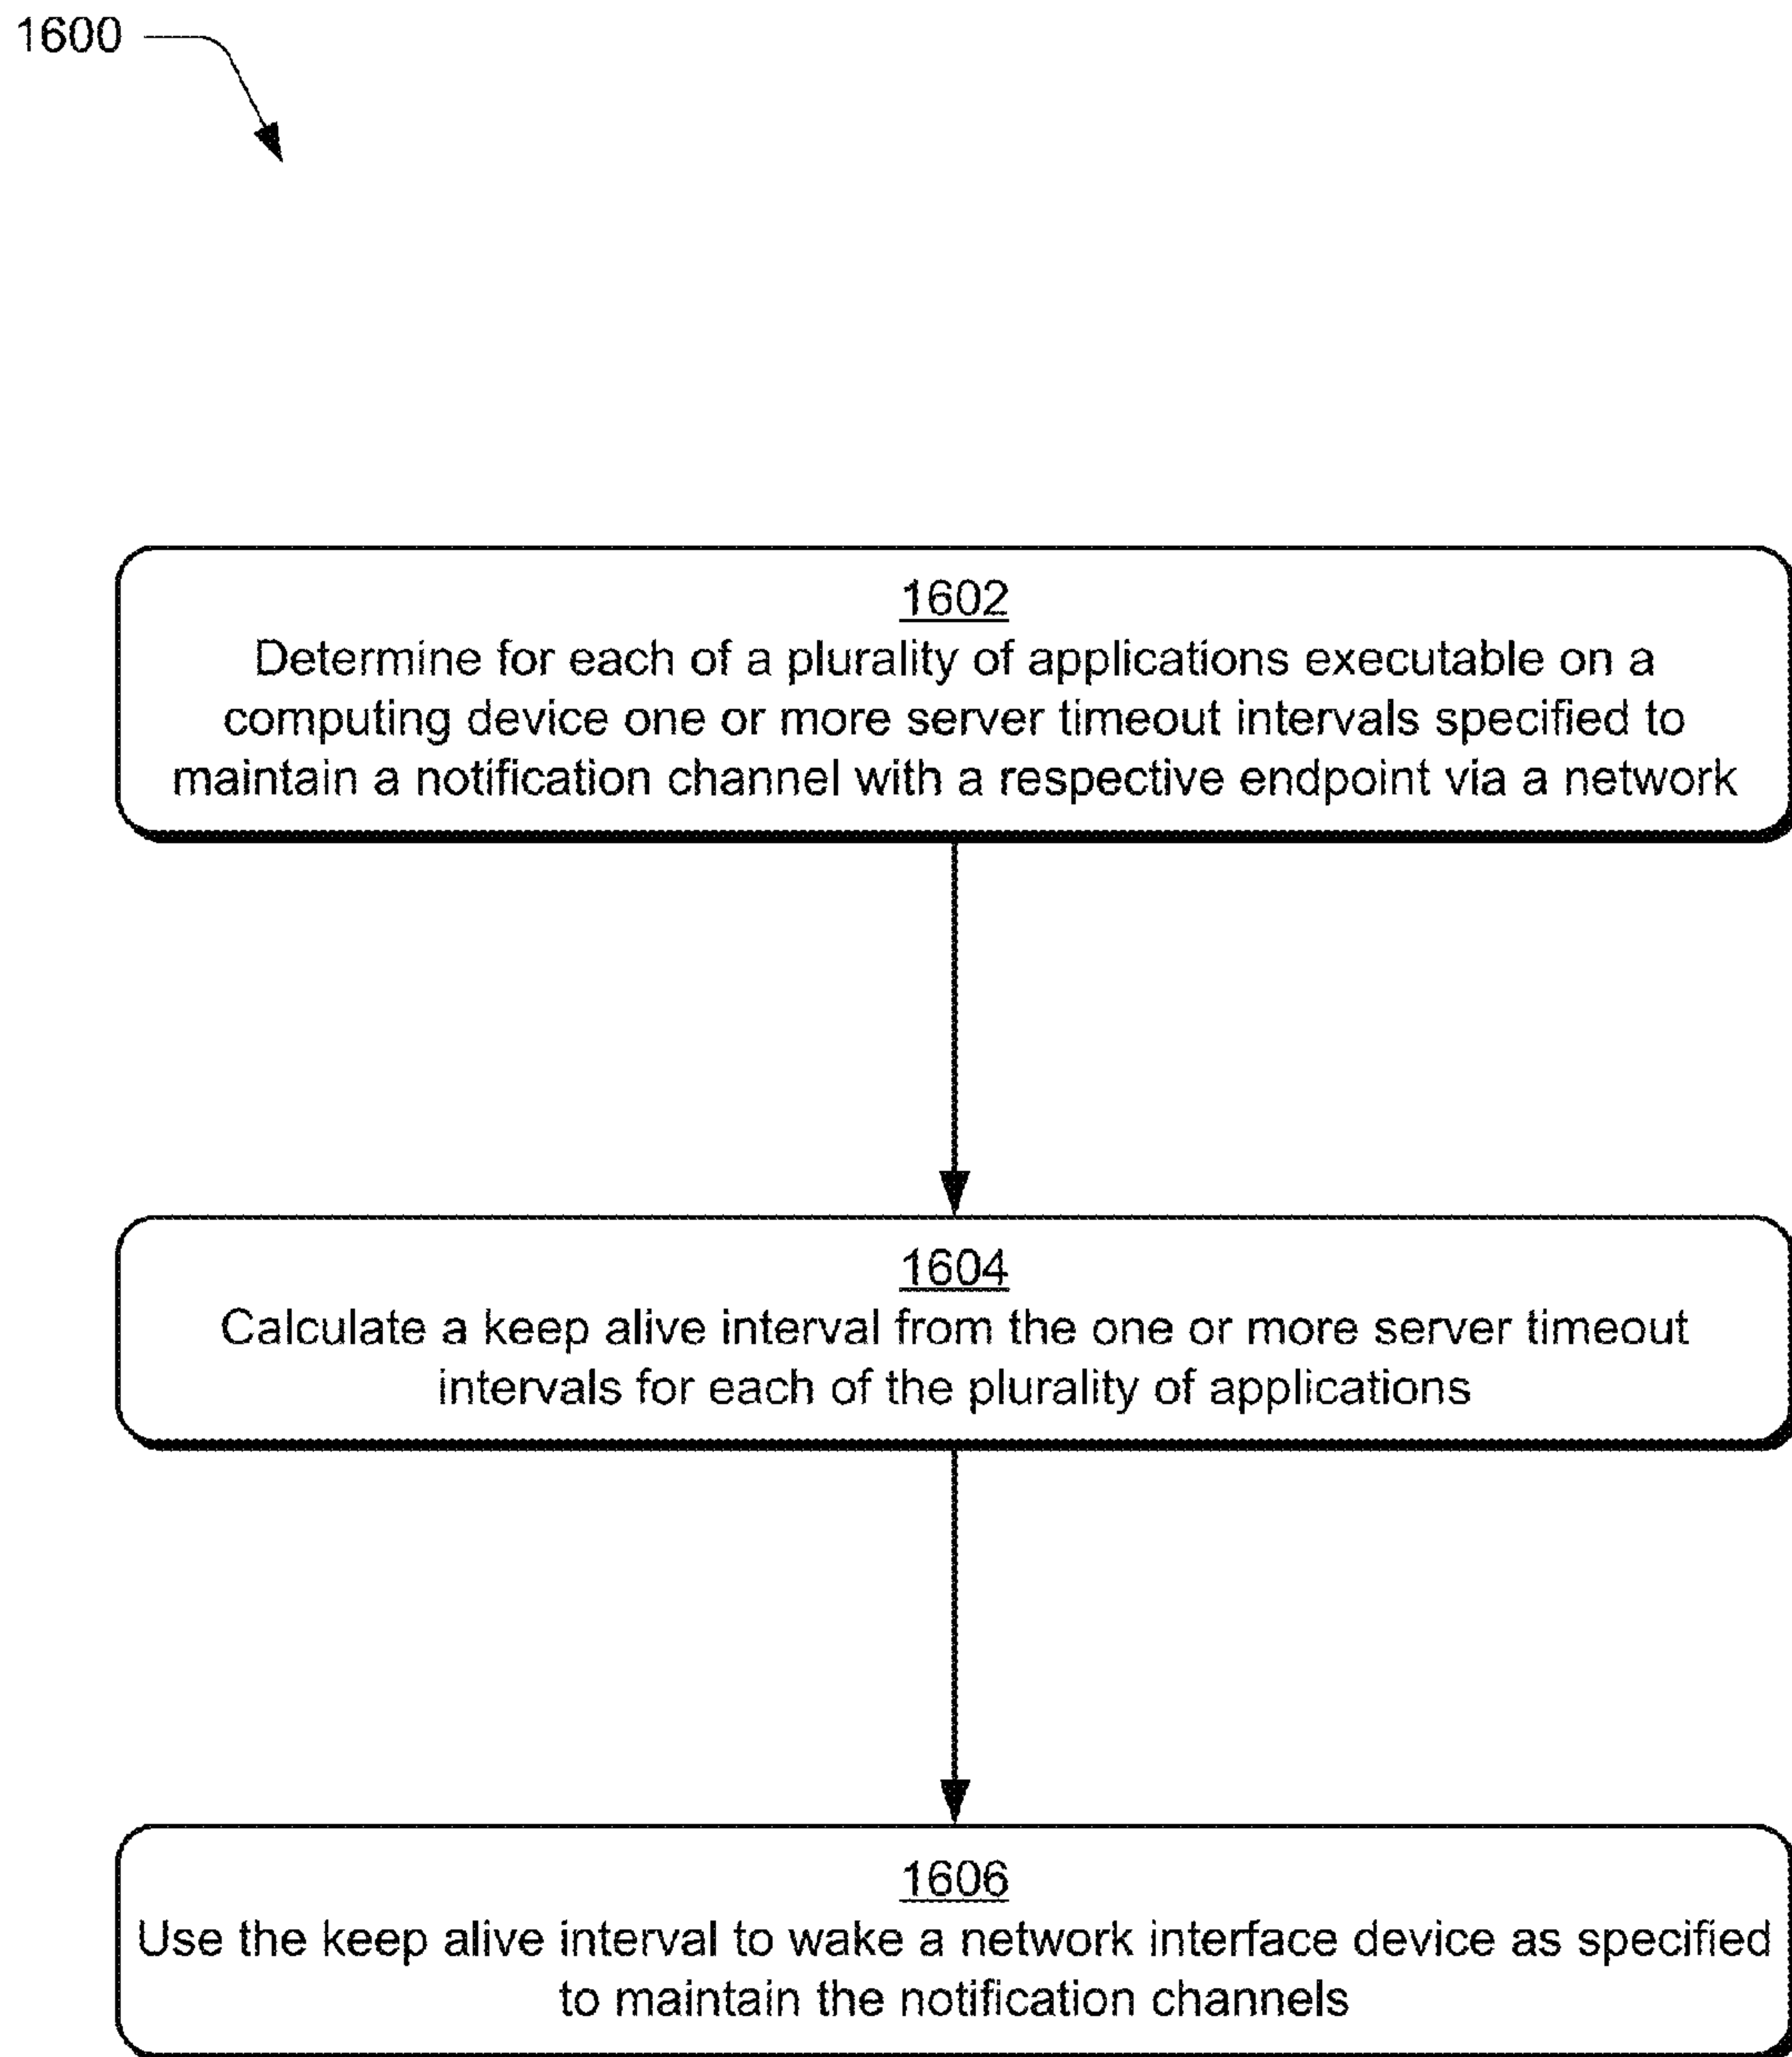 1600
1602
Determine for each of a plurality of applications executable on a
computing device one or more server timeout intervals specified to
maintain a notification channel with a respective endpoint via a network
1604
Calculate a keep alive interval from the one or more server timeout
intervals for each of the plurality of applications
1606
Use the keep alive interval to wake a network interface device as specified
to maintain the notification channels